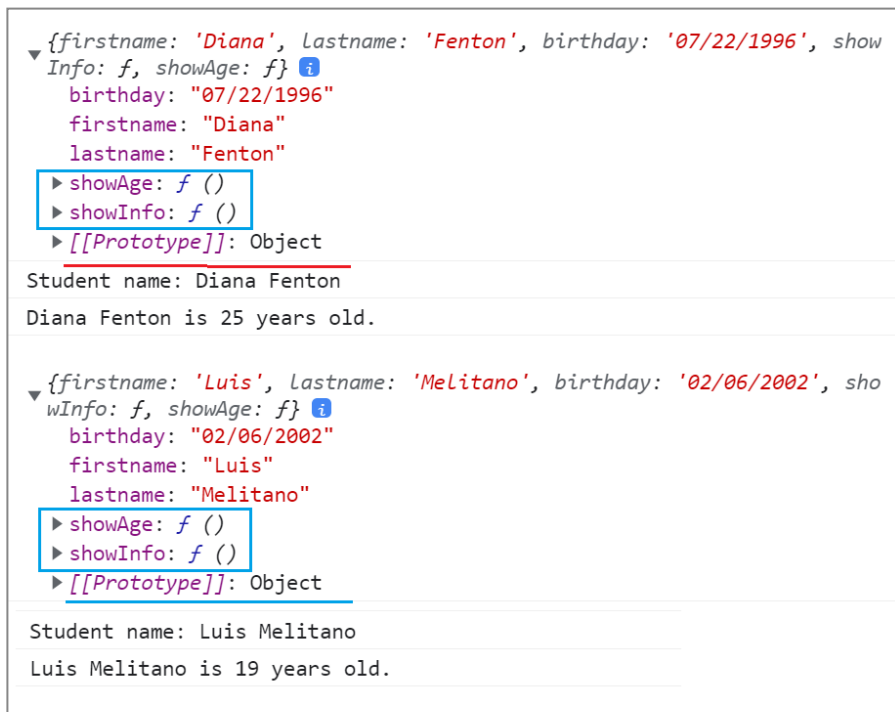 ▼ {firstname: 'Diana', lastname: 'Fenton', birthday: '07/22/1996', show
Info: ƒ, showAge: ƒ} i
birthday: "07/22/1996"
firstname: "Diana"
lastname: "Fenton"
▶ showAge: ƒ ()
▶ showInfo: ƒ ()
▶ [[Prototype]]: Object
Student name: Diana Fenton
Diana Fenton is 25 years old.
▼ {firstname: 'Luis', lastname: 'Melitano', birthday: '02/06/2002', sho
wInfo: ƒ, showAge: ƒ} i
birthday: "02/06/2002"
firstname: "Luis"
lastname: "Melitano"
▶ showAge: ƒ ()
▶ showInfo: ƒ ()
▶ [[Prototype]]: Object
Student name: Luis Melitano
Luis Melitano is 19 years old.